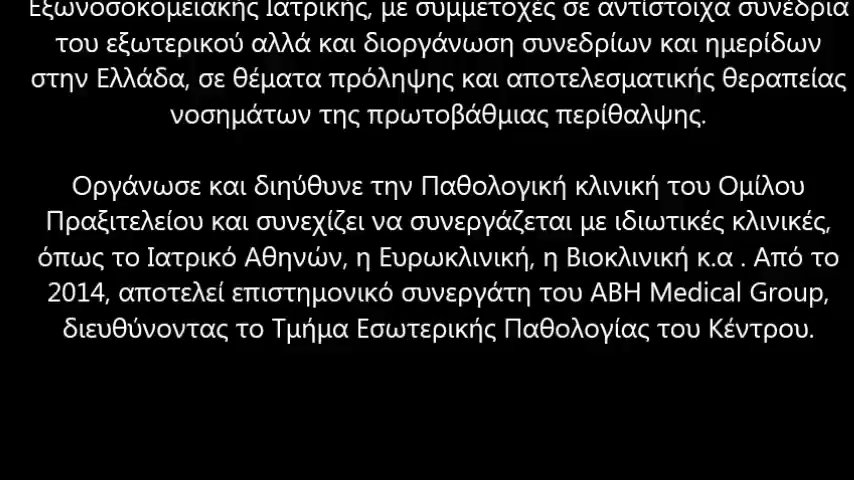 Εξωνοσοκομειακής Ιατρικής, με συμμετοχές σε αντίστοιχα συνέδρια
του εξωτερικού αλλά και διοργάνωση συνεδρίων και ημερίδων
στην Ελλάδα, σε θέματα πρόληψης και αποτελεσματικής θεραπείας
νοσημάτων της πρωτοβάθμιας περίθαλψης.
Οργάνωσε και διηύθυνε την Παθολογική κλινική του Ομίλου
Πραξιτελείου και συνεχίζει να συνεργάζεται με ιδιωτικές κλινικές,
όπως το Ιατρικό Αθηνών, η Ευρωκλινική, η Βιοκλινική κ.α . Από το
2014, αποτελεί επιστημονικό συνεργάτη του ABH Medical Group,
διευθύνοντας το Τμήμα Εσωτερικής Παθολογίας του Κέντρου.